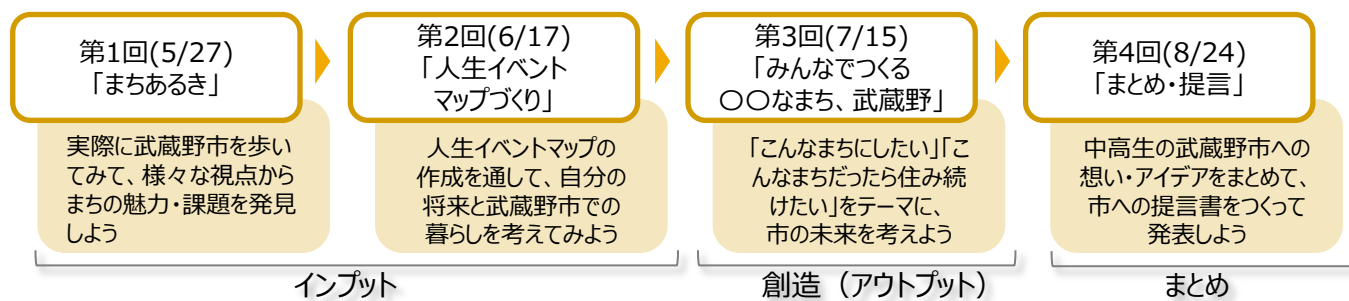 第1回(5/27)
「まちあるき」
実際に武蔵野市を歩い
てみて、様々な視点から
まちの魅力・課題を発見
しよう
第2回(6/17)
「人生イベント
マップづくり」
人生イベントマップの
作成を通して、自分の
将来と武蔵野市での
暮らしを考えてみよう
第3回(7/15)
「みんなでつくる
〇〇なまち、武蔵野」
「こんなまちにしたい」「こ
んなまちだったら住み続
けたい」をテーマに、
市の未来を考えよう
第4回(8/24)
「まとめ・提言」
中高生の武蔵野市への
想い・アイデアをまとめて、
市への提言書をつくって
発表しよう
インプット
創造（アウトプット）
まとめ